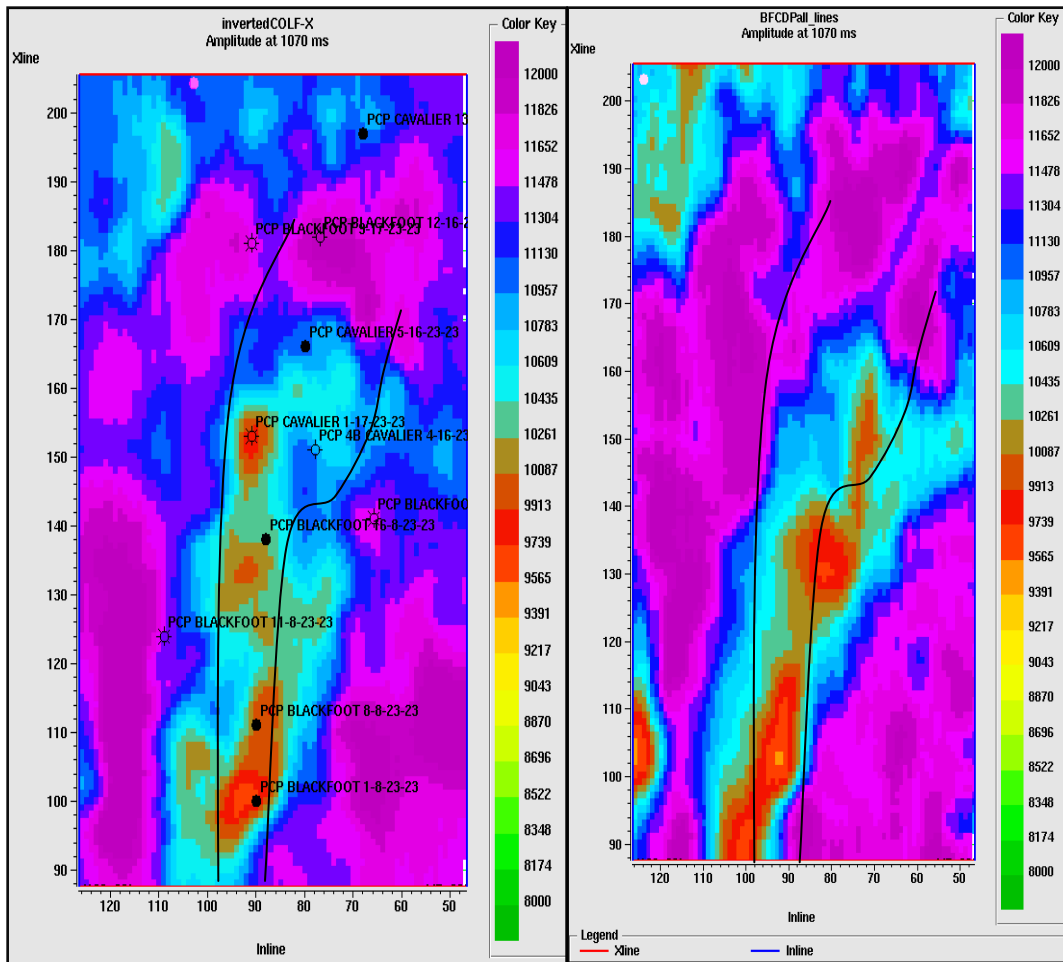 invertedCOLF-X
Amplitude at 1070 ms
Color Key
Xline
200
190
180
170
160
150
140
130
120
110
100
90
PCP CAVALIER 13
PCP BLACKFOOT 12-16-2
PCP BLACKFOOT 9-17-23-23
PCP CAVALIER 5-16-23-23
PCP CAVALIER 1-17-23-23
PCP 4B CAVALIER 4-16-23
PCP BLACKFOO
PCP BLACKFOOT 16-8-23-23
PCP BLACKFOOT 11-8-23-23
PCP BLACKFOOT 8-8-23-23
PCP BLACKFOOT 1-8-23-23
120 110 100 90 80 70 60 50
Inline
12000
11826
11652
11478
11304
11130
10957
10783
10609
10435
10261
10087
9913
9739
9565
9391
9217
9043
8870
8696
8522
8348
8174
8000
BFCDPall_lines
Amplitude at 1070 ms
Color Key
Xline
200
190
180
170
160
150
140
130
120
110
100
90
120 110 100 90 80 70 60 50
Inline
12000
11826
11652
11478
11304
11130
10957
10783
10609
10435
10261
10087
9913
9739
9565
9391
9217
9043
8870
8696
8522
8348
8174
8000
Legend
Xline Inline